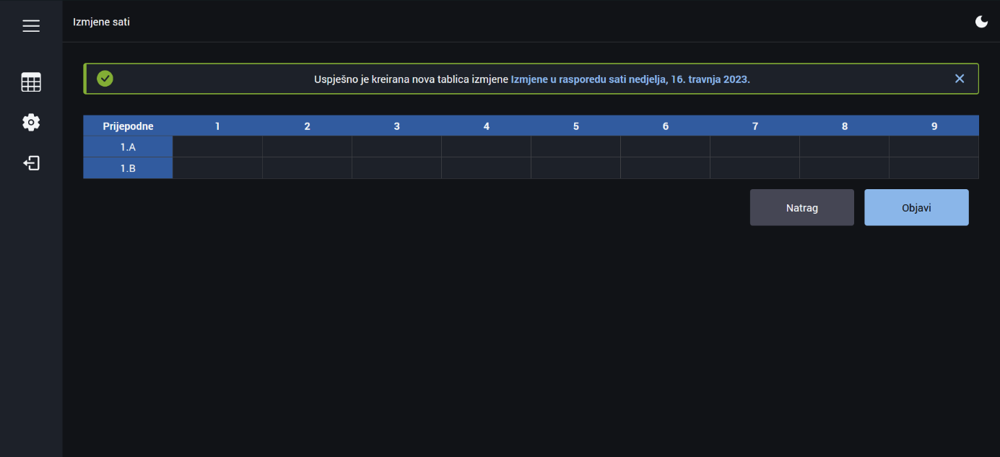 Izmjene sati
Uspješno je kreirana nova tablica izmjene Izmjene u rasporedu sati nedjelja, 16. travnja 2023.
Prijepodne 1 2 3 4 5 6 7 8 9
1.A
1.B
Natrag Objavi